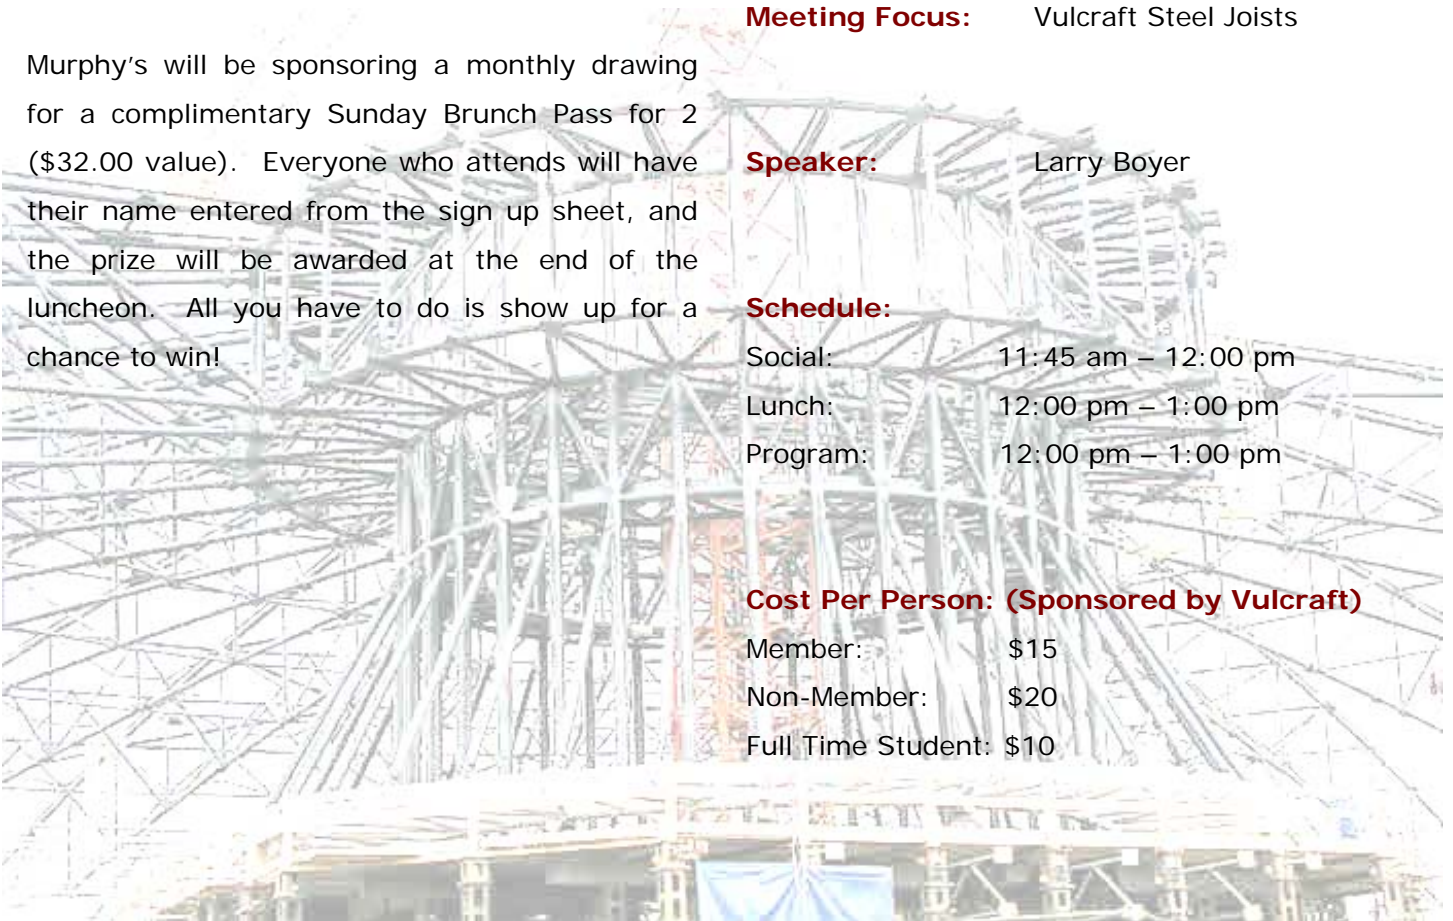 Murphy's will be sponsoring a monthly drawing
for a complimentary Sunday Brunch Pass for 2
($32.00 value).  Everyone who attends will have
their name entered from the sign up sheet, and
the prize will be awarded at the end of the
luncheon.  All you have to do is show up for a
chance to win!
Meeting Focus: Vulcraft Steel Joists
Speaker: Larry Boyer
Schedule:
Social: 11:45 am – 12:00 pm
Lunch: 12:00 pm – 1:00 pm
Program: 12:00 pm – 1:00 pm
Cost Per Person: (Sponsored by Vulcraft)
Member: $15
Non-Member: $20
Full Time Student: $10